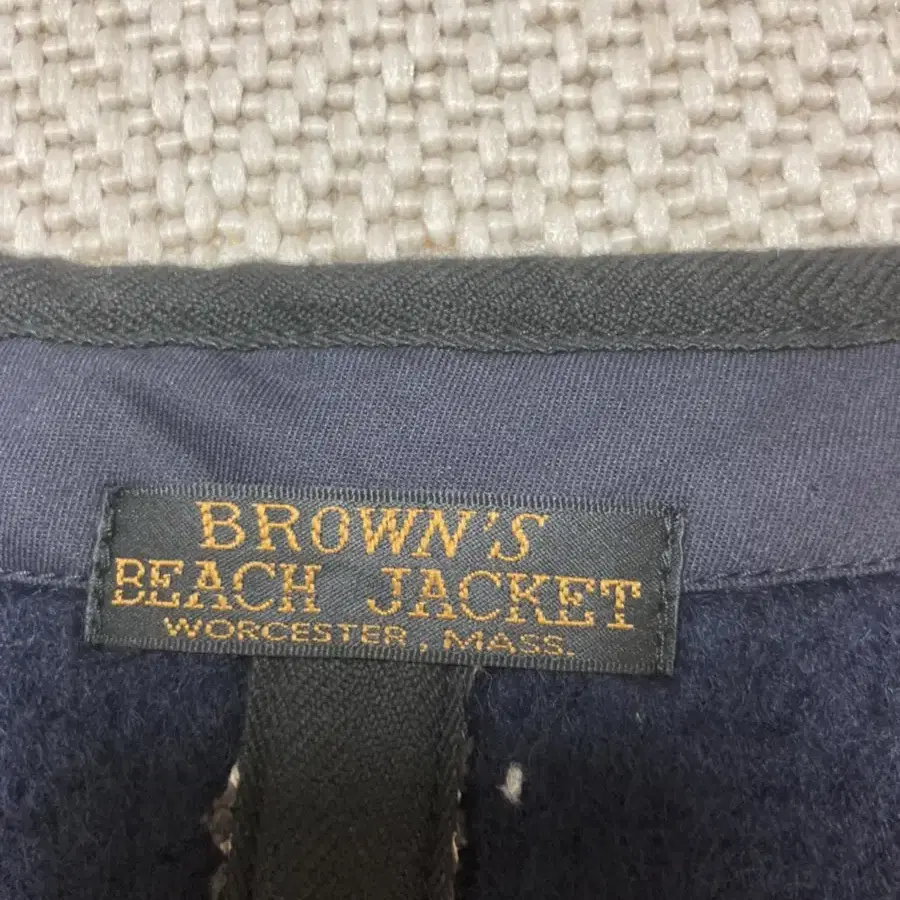 BROWN'S
BEACH JACKET
WORCESTER, MASS.